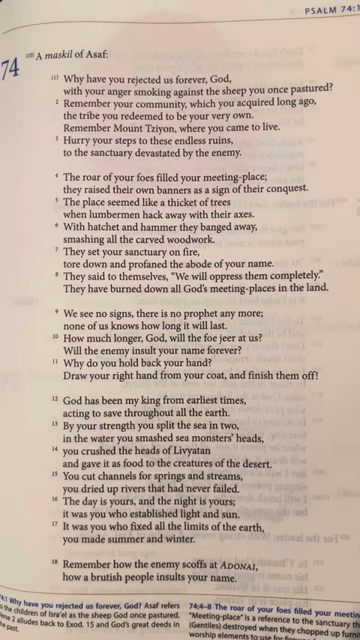 PSALM 74:1
74 (0) A maskil of Asaf:
(1) Why have you rejected us forever, God,
with your anger smoking against the sheep you once pastured?
2 Remember your community, which you acquired long ago,
the tribe you redeemed to be your very own.
Remember Mount Tziyon, where you came to live.
3 Hurry your steps to these endless ruins,
to the sanctuary devastated by the enemy.
4 The roar of your foes filled your meeting-place;
they raised their own banners as a sign of their conquest.
5 The place seemed like a thicket of trees
when lumbermen hack away with their axes.
6 With hatchet and hammer they banged away,
smashing all the carved woodwork.
7 They set your sanctuary on fire,
tore down and profaned the abode of your name.
8 They said to themselves, "We will oppress them completely."
They have burned down all God's meeting-places in the land.
9 We see no signs, there is no prophet any more;
none of us knows how long it will last.
10 How much longer, God, will the foe jeer at us?
Will the enemy insult your name forever?
11 Why do you hold back your hand?
Draw your right hand from your coat, and finish them off!
12 God has been my king from earliest times,
acting to save throughout all the earth.
13 By your strength you split the sea in two,
in the water you smashed sea monsters' heads,
14 you crushed the heads of Livyatan
and gave it as food to the creatures of the desert.
15 You cut channels for springs and streams,
you dried up rivers that had never failed.
16 The day is yours, and the night is yours;
it was you who established light and sun.
17 It was you who fixed all the limits of the earth,
you made summer and winter.
18 Remember how the enemy scoffs at ADONAI,
how a brutish people insults your name.
74:1 Why have you rejected us forever, God? Asaf refers
the children of Isra'el as the sheep God once pastured.
2 alludes back to Exod. 15 and God's great deeds in
past.
74:4–8 The roar of your foes filled your
"Meeting-place" is a reference to the sanctuary
(Gentiles) destroyed when they chopped up
worship elements to use for